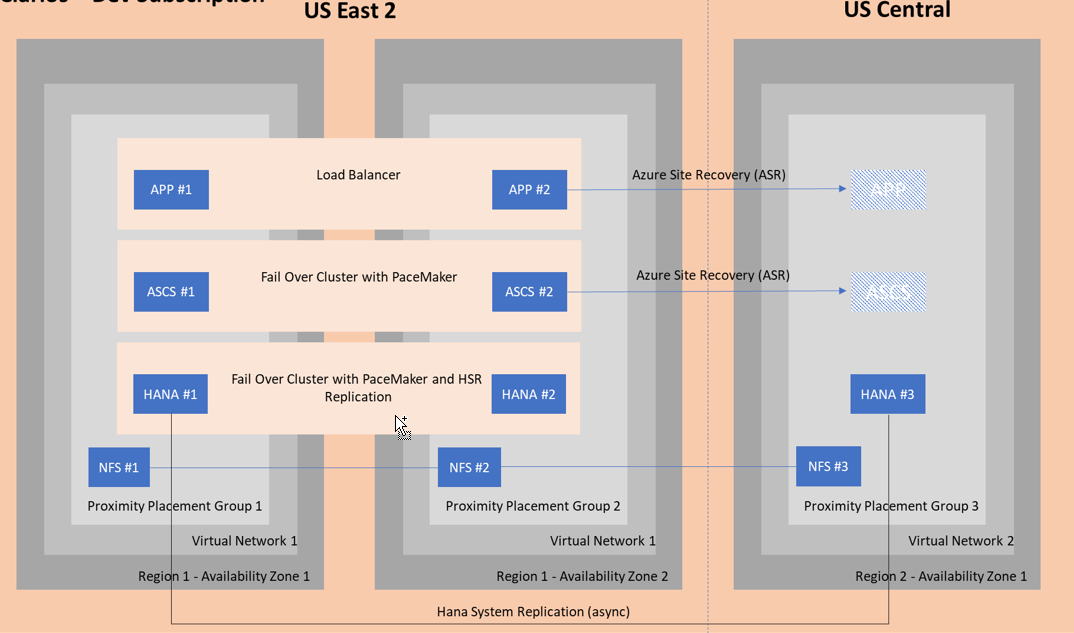 Dev Subscription
US East 2
US Central
Load Balancer
APP #1
APP #2
Azure Site Recovery (ASR)
APP
Fail Over Cluster with PaceMaker
ASCS #1
ASCS #2
Azure Site Recovery (ASR)
ASCS
Fail Over Cluster with PaceMaker and HSR
Replication
HANA #1
HANA #2
HANA #3
NFS #1
NFS #2
NFS #3
Proximity Placement Group 1
Proximity Placement Group 2
Proximity Placement Group 3
Virtual Network 1
Virtual Network 1
Virtual Network 2
Region 1 - Availability Zone 1
Region 1 - Availability Zone 2
Region 2 - Availability Zone 1
Hana System Replication (async)